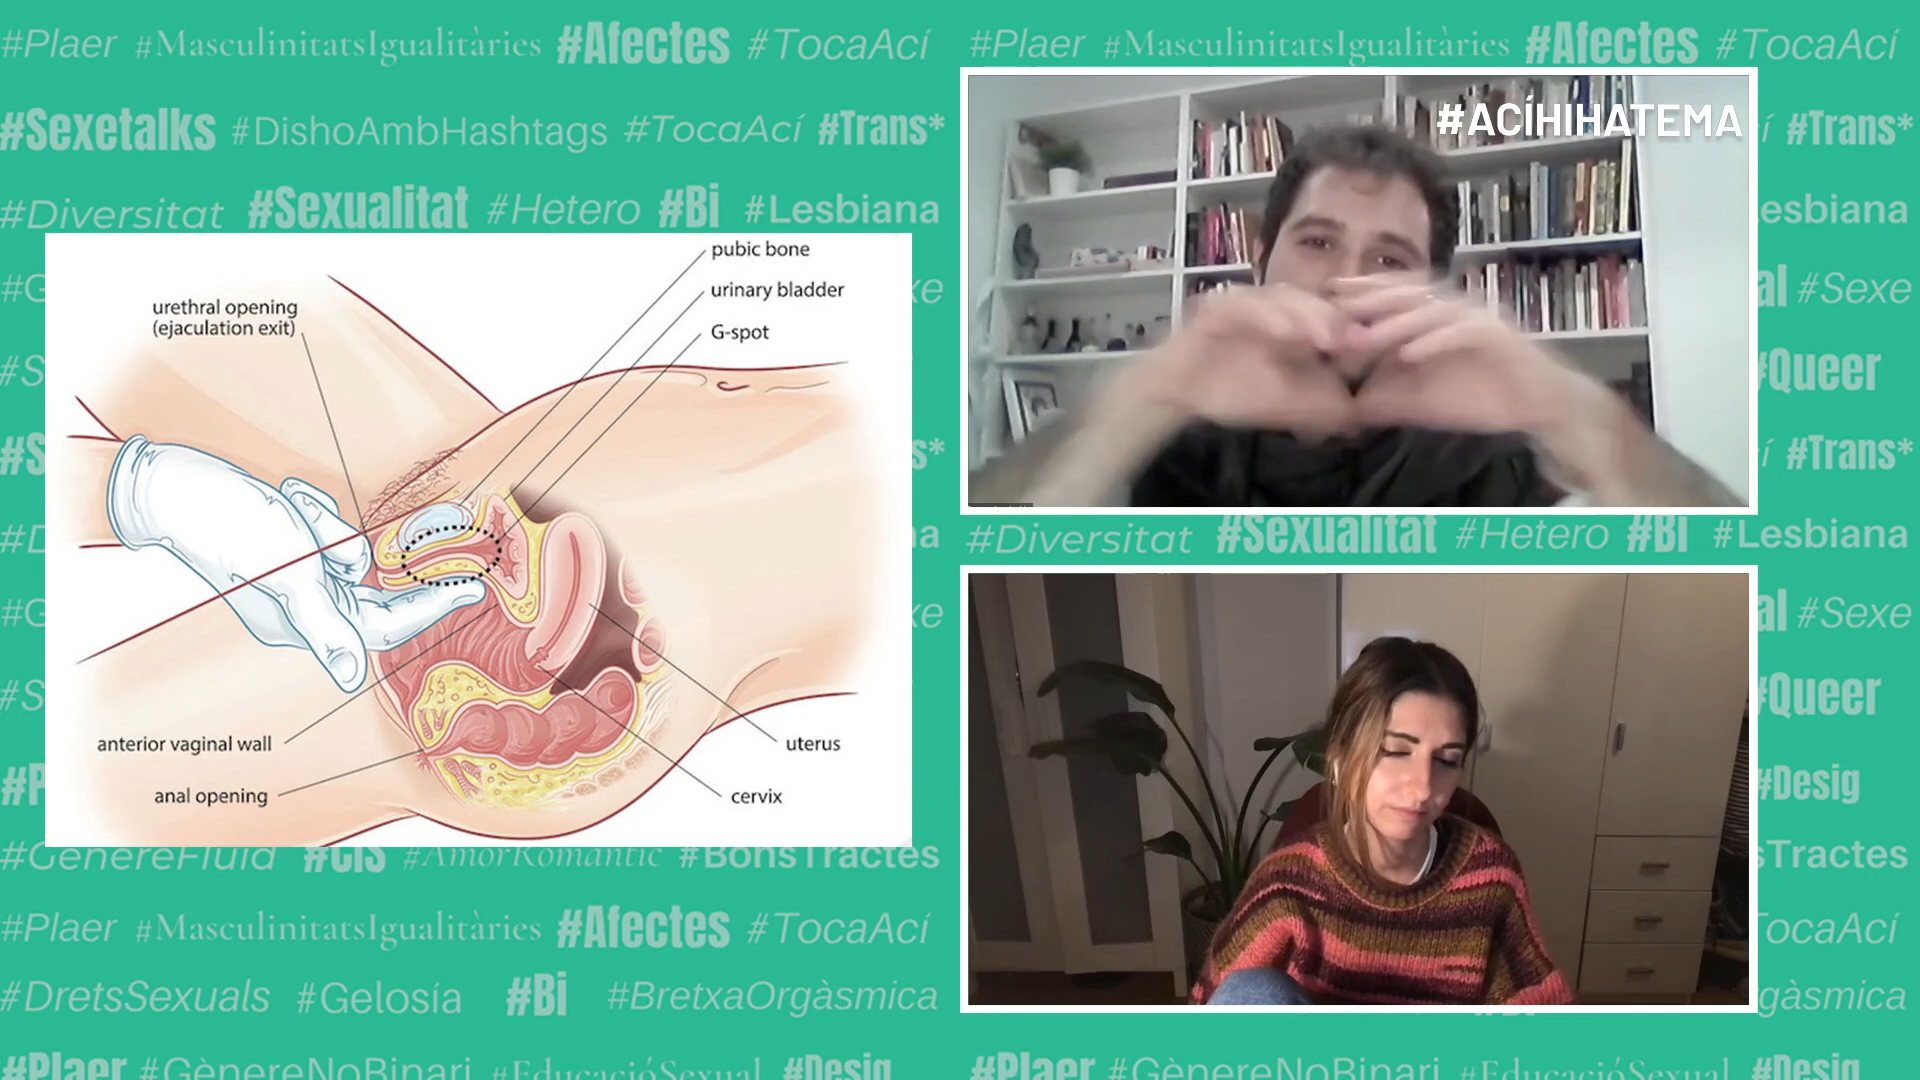 #Plaer #MasculinitatsIgualitàries #Afectes #TocaAcí
#Plaer #MasculinitatsIgualitàries #Afectes #TocaAcí
#Sexetalks #DishoAmbHashtags #TocaAcí #Trans*
#Trans*
#ACÍHIHATEMA
#Diversitat #Sexualitat #Hetero #Bi #Lesbiana
esbiana
pubic bone
urinary bladder
G-spot
urethral opening
(ejaculation exit)
anterior vaginal wall
anal opening
uterus
cervix
#Sexe
#Queer
#Trans*
#Diversitat #Sexualitat #Hetero #Bi #Lesbiana
#Sexe
#Queer
#Desig
#GènereFluid #Cis #AmorRomàntic #BonsTractes
sTractes
#Plaer #MasculinitatsIgualitàries #Afectes #TocaAcí
ocaAcí
#DretsSexuals #Gelosía #Bi #BretxaOrgàsmica
gàsmica
#Plaer #GènereNoBinari #EducacióSexual #Desig
#Plaer #GènereNoBinari #EducacióSexual #Desig